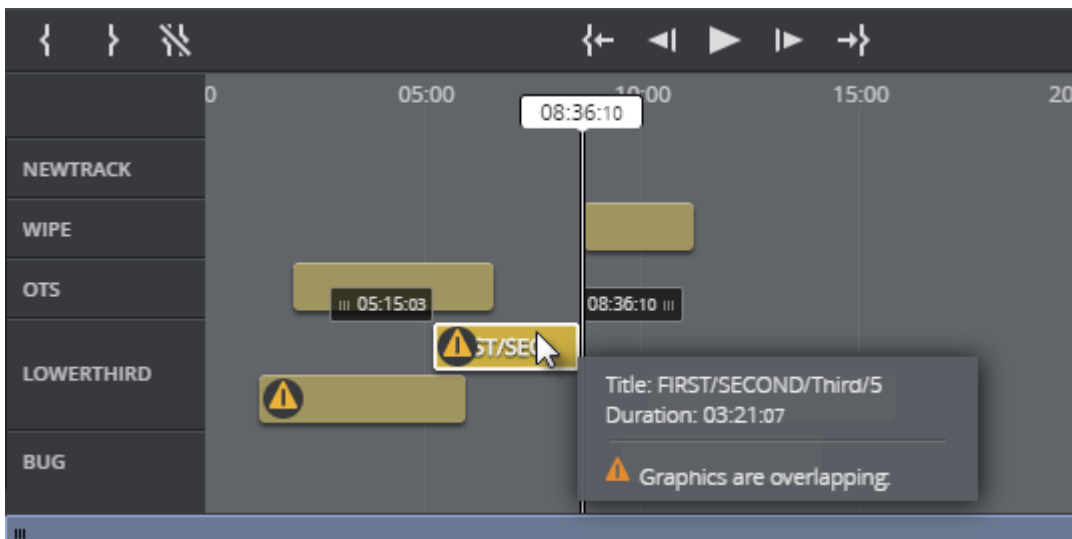 0 05:00 10:00 15:00 20
08:36:10
NEWTRACK
WIPE
OTS
05:15:03 08:36:10
ST/SEC
LOWERTHIRD
Title: FIRST/SECOND/Third/5
Duration: 03:21:07
Graphics are overlapping.
BUG